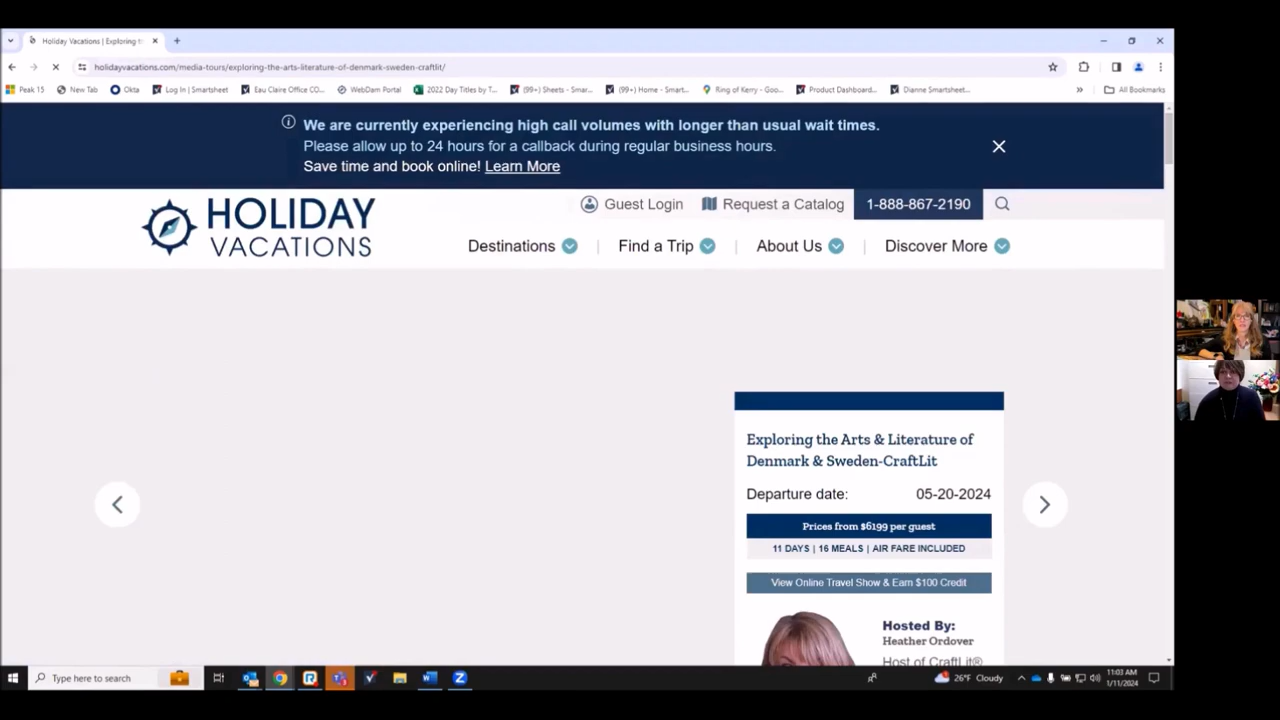 Holiday Vacations | Exploring t
holidayvacations.com/media-tours/exploring-the-arts-literature-of-denmark-sweden-craftlit/
Peak 15 New Tab Okta Log In | Smartsheet Eau Claire Office CO... WebDam Portal 2022 Day Titles by T... (99+) Sheets - Smar... (99+) Home - Smart... Ring of Kerry - Goo... Product Dashboard... Dianne Smartsheet... » All Bookmarks
We are currently experiencing high call volumes with longer than usual wait times.
Please allow up to 24 hours for a callback during regular business hours.
Save time and book online! Learn More
Guest Login Request a Catalog 1-888-867-2190
HOLIDAY
VACATIONS
Destinations | Find a Trip | About Us | Discover More
Exploring the Arts & Literature of
Denmark & Sweden-CraftLit
Departure date: 05-20-2024
Prices from $6199 per guest
11 DAYS | 16 MEALS | AIR FARE INCLUDED
View Online Travel Show & Earn $100 Credit
Hosted By:
Heather Ordover
Host of CraftLit®
Type here to search
26°F Cloudy
11:03 AM
1/11/2024